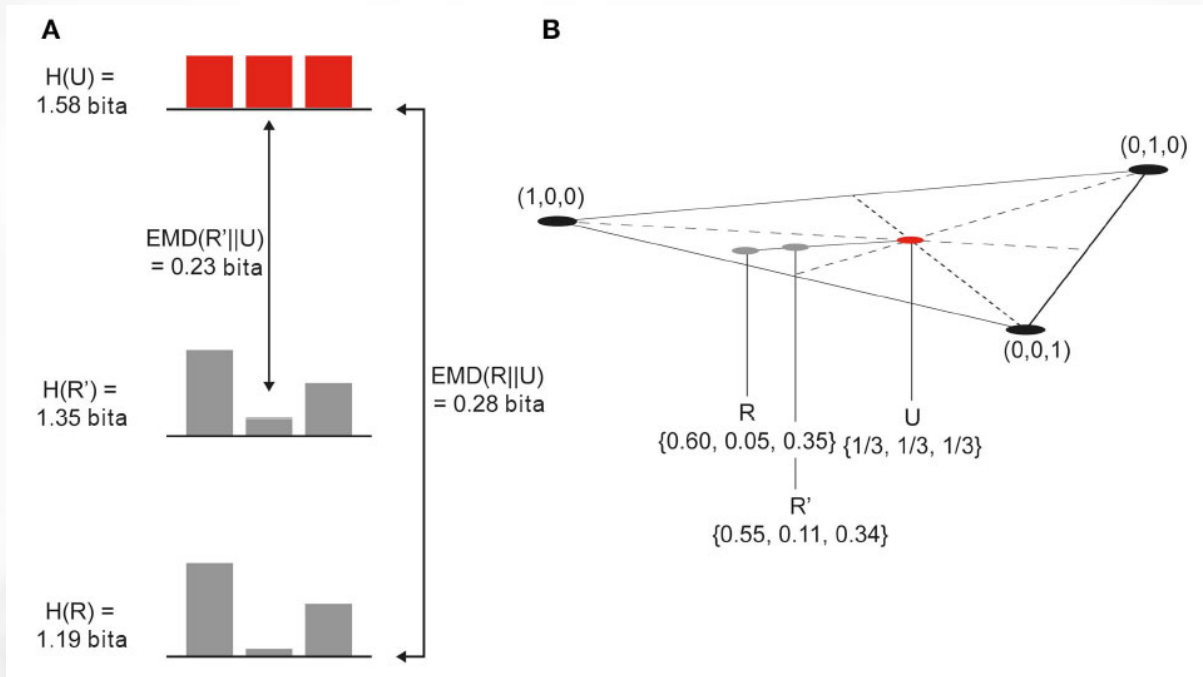 A
H(U) =
1.58 bita
EMD(R'||U)
= 0.23 bita
H(R') =
1.35 bita
EMD(R||U)
= 0.28 bita
H(R) =
1.19 bita
B
(0,1,0)
(1,0,0)
(0,0,1)
R
{0.60, 0.05, 0.35}
U
{1/3, 1/3, 1/3}
R'
{0.55, 0.11, 0.34}